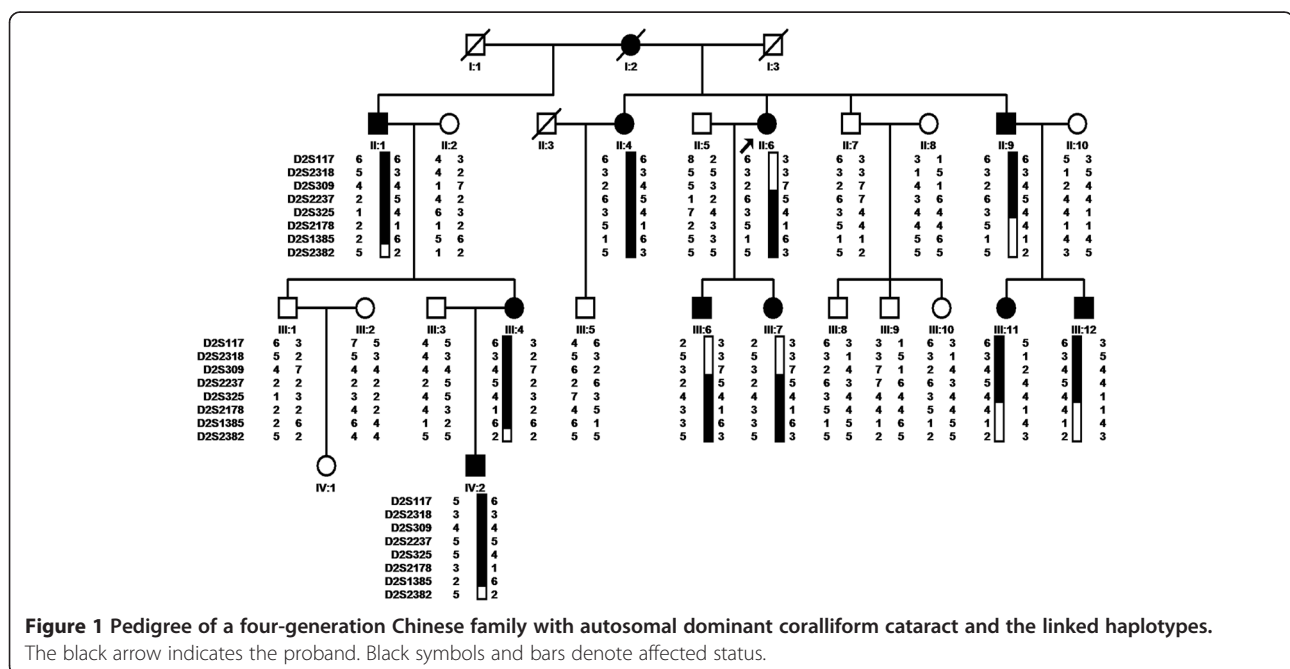 I:1 I:2 I:3
II:1 II:2 II:3 II:4 II:5 II:6 II:7 II:8 II:9 II:10
D2S117 6 6 4 3 6 6 8 2 6 3 6 3 3 1 6 6 5 3
D2S2318 5 3 4 2 3 3 5 5 3 3 3 3 1 5 3 3 1 5
D2S309 4 4 1 7 2 4 5 3 2 7 2 7 4 1 2 4 2 4
D2S2237 2 5 4 2 6 5 1 2 6 5 6 7 3 6 6 5 4 4
D2S325 1 4 6 3 3 4 7 4 3 4 3 4 4 4 3 4 4 1
D2S2178 2 1 1 2 5 1 2 3 5 1 5 4 4 4 5 4 1 1
D2S1385 2 6 5 6 1 6 5 3 1 6 1 1 5 6 1 1 4 4
D2S2382 5 2 1 2 5 3 5 5 5 3 5 2 5 5 5 2 3 5
III:1 III:2 III:3 III:4 III:5 III:6 III:7 III:8 III:9 III:10 III:11 III:12
D2S117 6 3 7 5 4 5 6 3 4 6 2 3 2 3 6 3 3 1 3 1 6 5 6 3
D2S2318 5 2 5 3 4 3 3 2 5 3 5 3 5 3 3 1 3 5 3 1 3 1 3 5
D2S309 4 7 4 4 4 4 4 7 6 2 3 7 3 7 2 4 7 1 2 4 4 2 4 4
D2S2237 2 2 2 2 2 5 5 2 2 6 2 5 2 5 6 3 7 6 6 3 5 4 5 4
D2S325 1 3 3 2 4 5 4 3 7 3 4 4 4 4 3 4 4 4 3 4 4 4 4 1
D2S2178 2 2 4 2 4 3 1 2 4 5 3 1 3 1 5 4 4 4 5 4 4 1 4 1
D2S1385 2 6 6 4 1 2 6 6 6 1 3 6 3 6 1 5 1 6 1 5 1 4 1 4
D2S2382 5 2 4 4 5 5 2 2 5 5 5 3 5 3 5 5 2 5 2 5 2 3 2 3
IV:1 IV:2
D2S117 5 6
D2S2318 3 3
D2S309 4 4
D2S2237 5 5
D2S325 5 4
D2S2178 3 1
D2S1385 2 6
D2S2382 5 2
Figure 1 Pedigree of a four-generation Chinese family with autosomal dominant coralliform cataract and the linked haplotypes.
The black arrow indicates the proband. Black symbols and bars denote affected status.